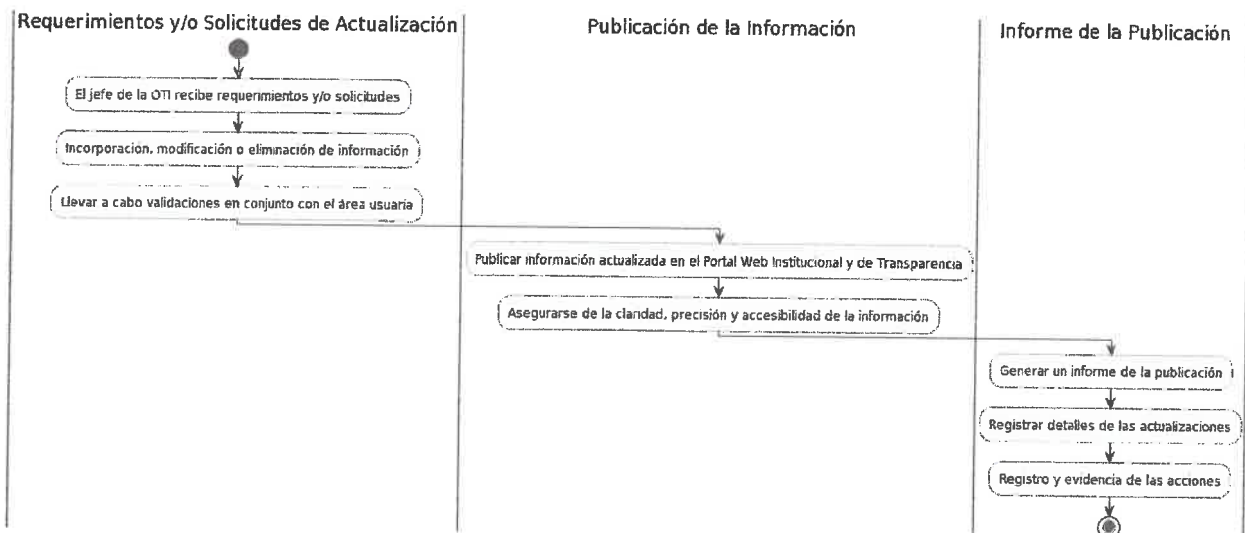 Requerimientos y/o Solicitudes de Actualización
Publicación de la Información
Informe de la Publicación
El jefe de la OTI recibe requerimientos y/o solicitudes
Incorporación, modificación o eliminación de información
Llevar a cabo validaciones en conjunto con el área usuaria
Publicar información actualizada en el Portal Web Institucional y de Transparencia
Asegurarse de la claridad, precisión y accesibilidad de la información
Generar un informe de la publicación
Registrar detalles de las actualizaciones
Registro y evidencia de las acciones